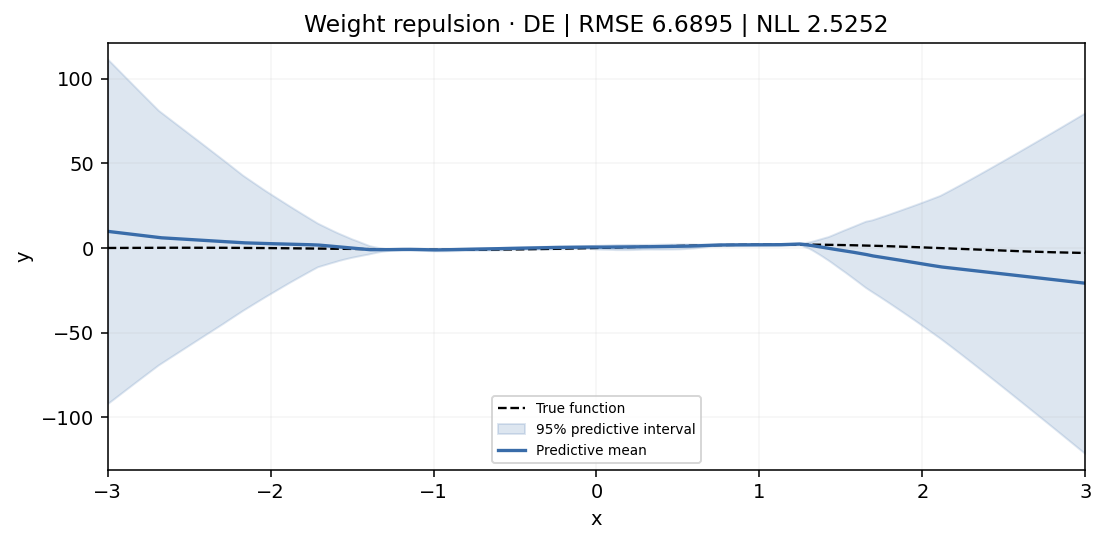 Weight repulsion · DE | RMSE 6.6895 | NLL 2.5252
y
100
50
0
−50
−100
True function
95% predictive interval
Predictive mean
−3
−2
−1
0
1
2
3
x